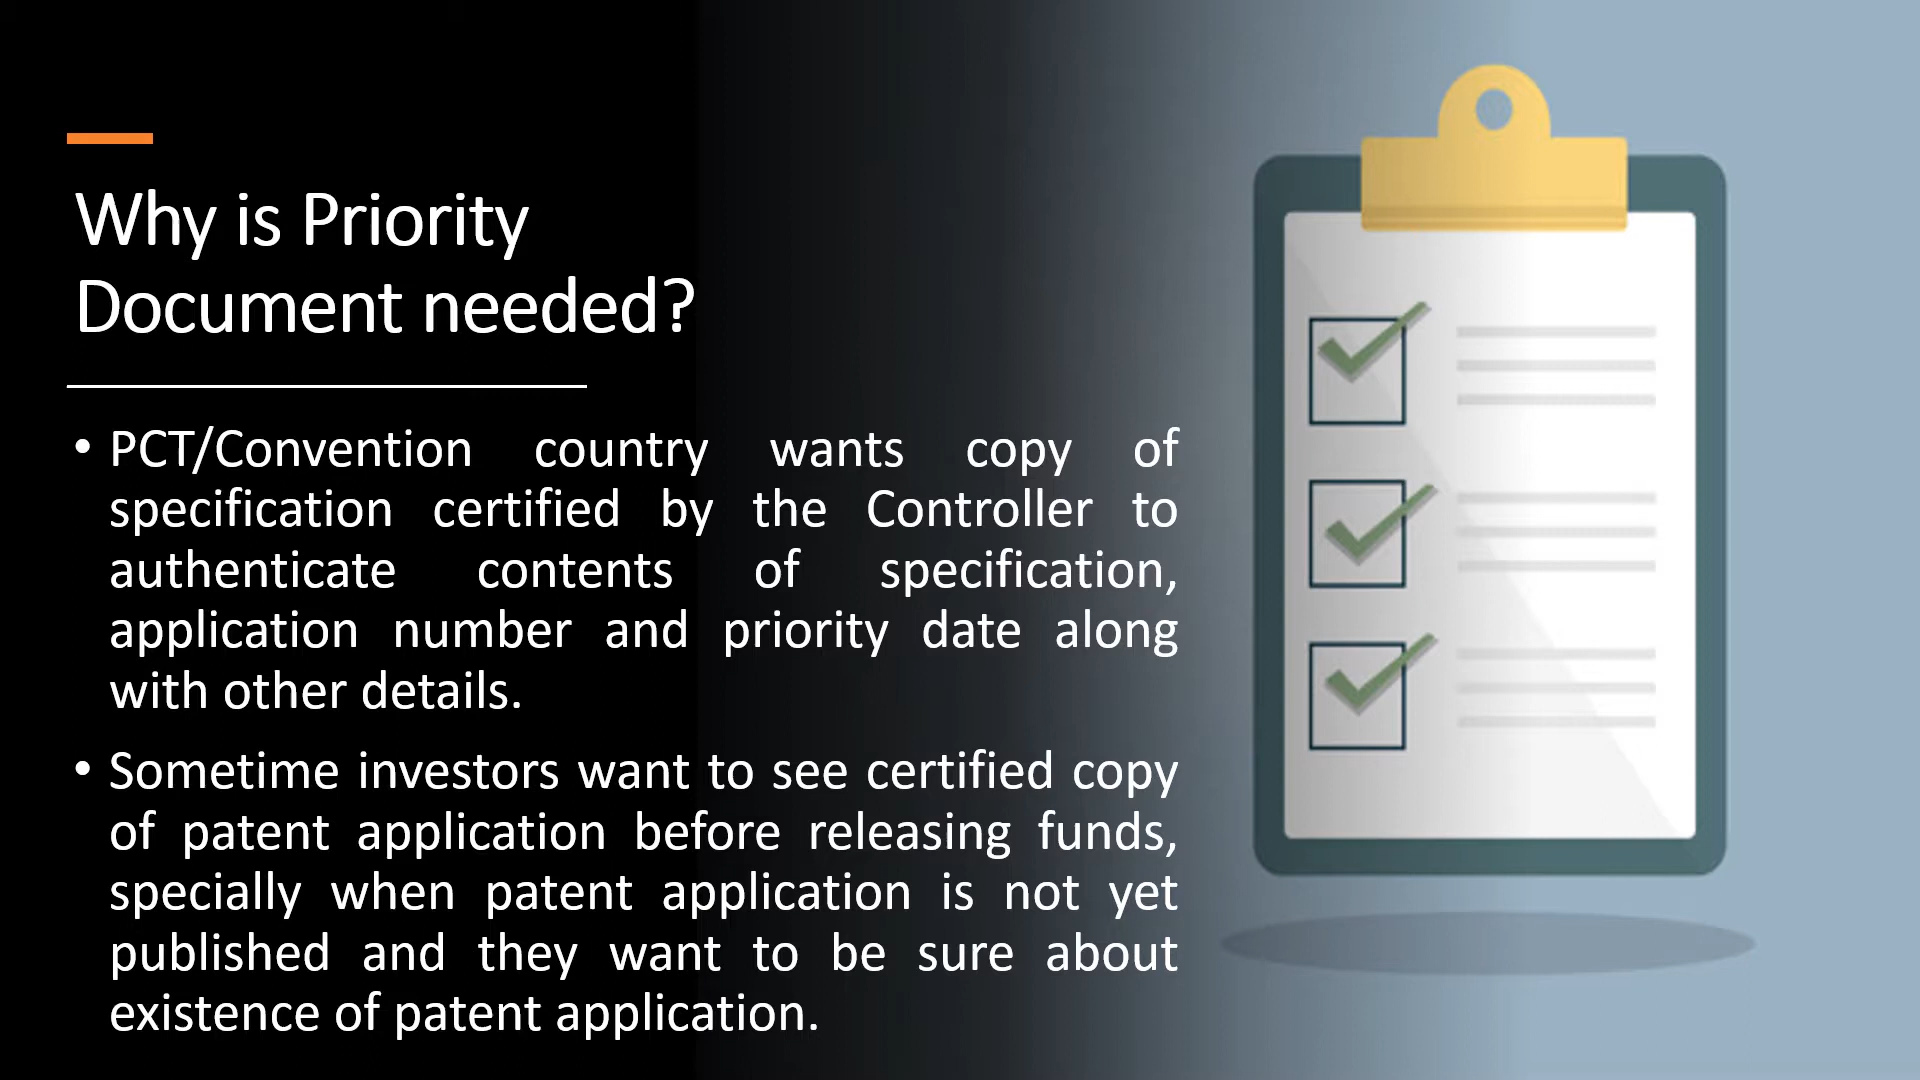 Why is Priority
Document needed?
• PCT/Convention country wants copy of
specification certified by the Controller to
authenticate contents of specification,
application number and priority date along
with other details.
• Sometime investors want to see certified copy
of patent application before releasing funds,
specially when patent application is not yet
published and they want to be sure about
existence of patent application.